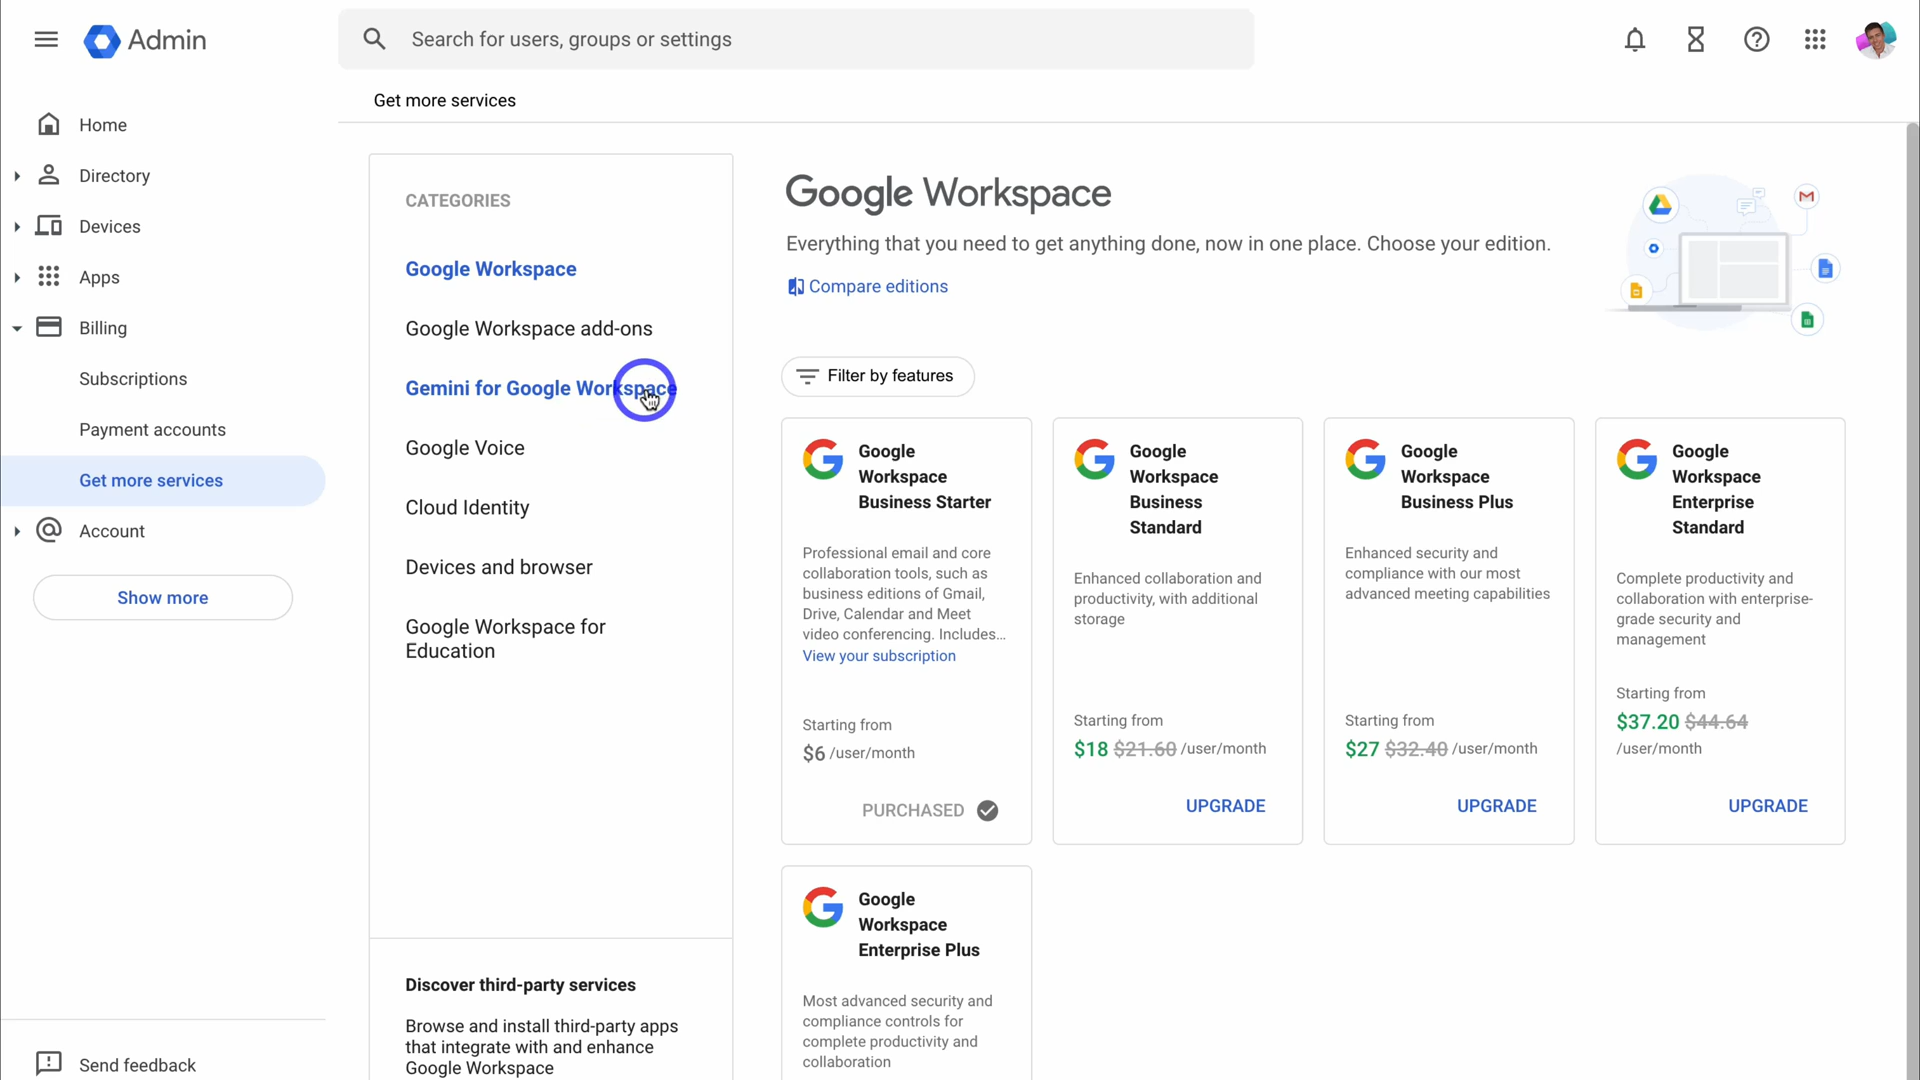 Admin
Search for users, groups or settings
Get more services
Home
Directory
Devices
Apps
Billing
Subscriptions
Payment accounts
Get more services
Account
Show more
Send feedback
CATEGORIES
Google Workspace
Google Workspace add-ons
Gemini for Google Workspace
Google Voice
Cloud Identity
Devices and browser
Google Workspace for
Education
Discover third-party services
Browse and install third-party apps
that integrate with and enhance
Google Workspace
Google Workspace
Everything that you need to get anything done, now in one place. Choose your edition.
Compare editions
Filter by features
Google
Workspace
Business Starter
Professional email and core
collaboration tools, such as
business editions of Gmail,
Drive, Calendar and Meet
video conferencing. Includes...
View your subscription
Starting from
$6 /user/month
PURCHASED
Google
Workspace
Business
Standard
Enhanced collaboration and
productivity, with additional
storage
Starting from
$18 $21.60 /user/month
UPGRADE
Google
Workspace
Business Plus
Enhanced security and
compliance with our most
advanced meeting capabilities
Starting from
$27 $32.40 /user/month
UPGRADE
Google
Workspace
Enterprise
Standard
Complete productivity and
collaboration with enterprise-
grade security and
management
Starting from
$37.20 $44.64
/user/month
UPGRADE
Google
Workspace
Enterprise Plus
Most advanced security and
compliance controls for
complete productivity and
collaboration